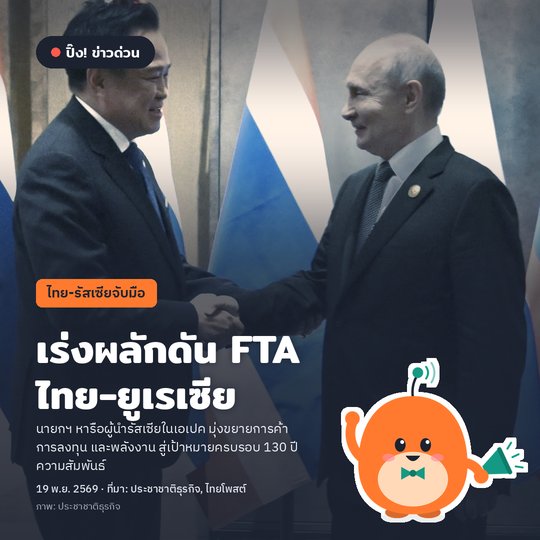 ปิ๊ง! ข่าวด่วน
ไทย-รัสเซียจับมือ
เร่งผลักดัน FTA
ไทย-ยูเรเซีย
นายกฯ หารือผู้นำรัสเซียในเอเปค มุ่งขยายการค้า
การลงทุน และพลังงาน สู่เป้าหมายครบรอบ 130 ปี
ความสัมพันธ์
19 พ.ย. 2569 · ที่มา: ประชาชาติธุรกิจ, ไทยโพสต์
ภาพ: ประชาชาติธุรกิจ